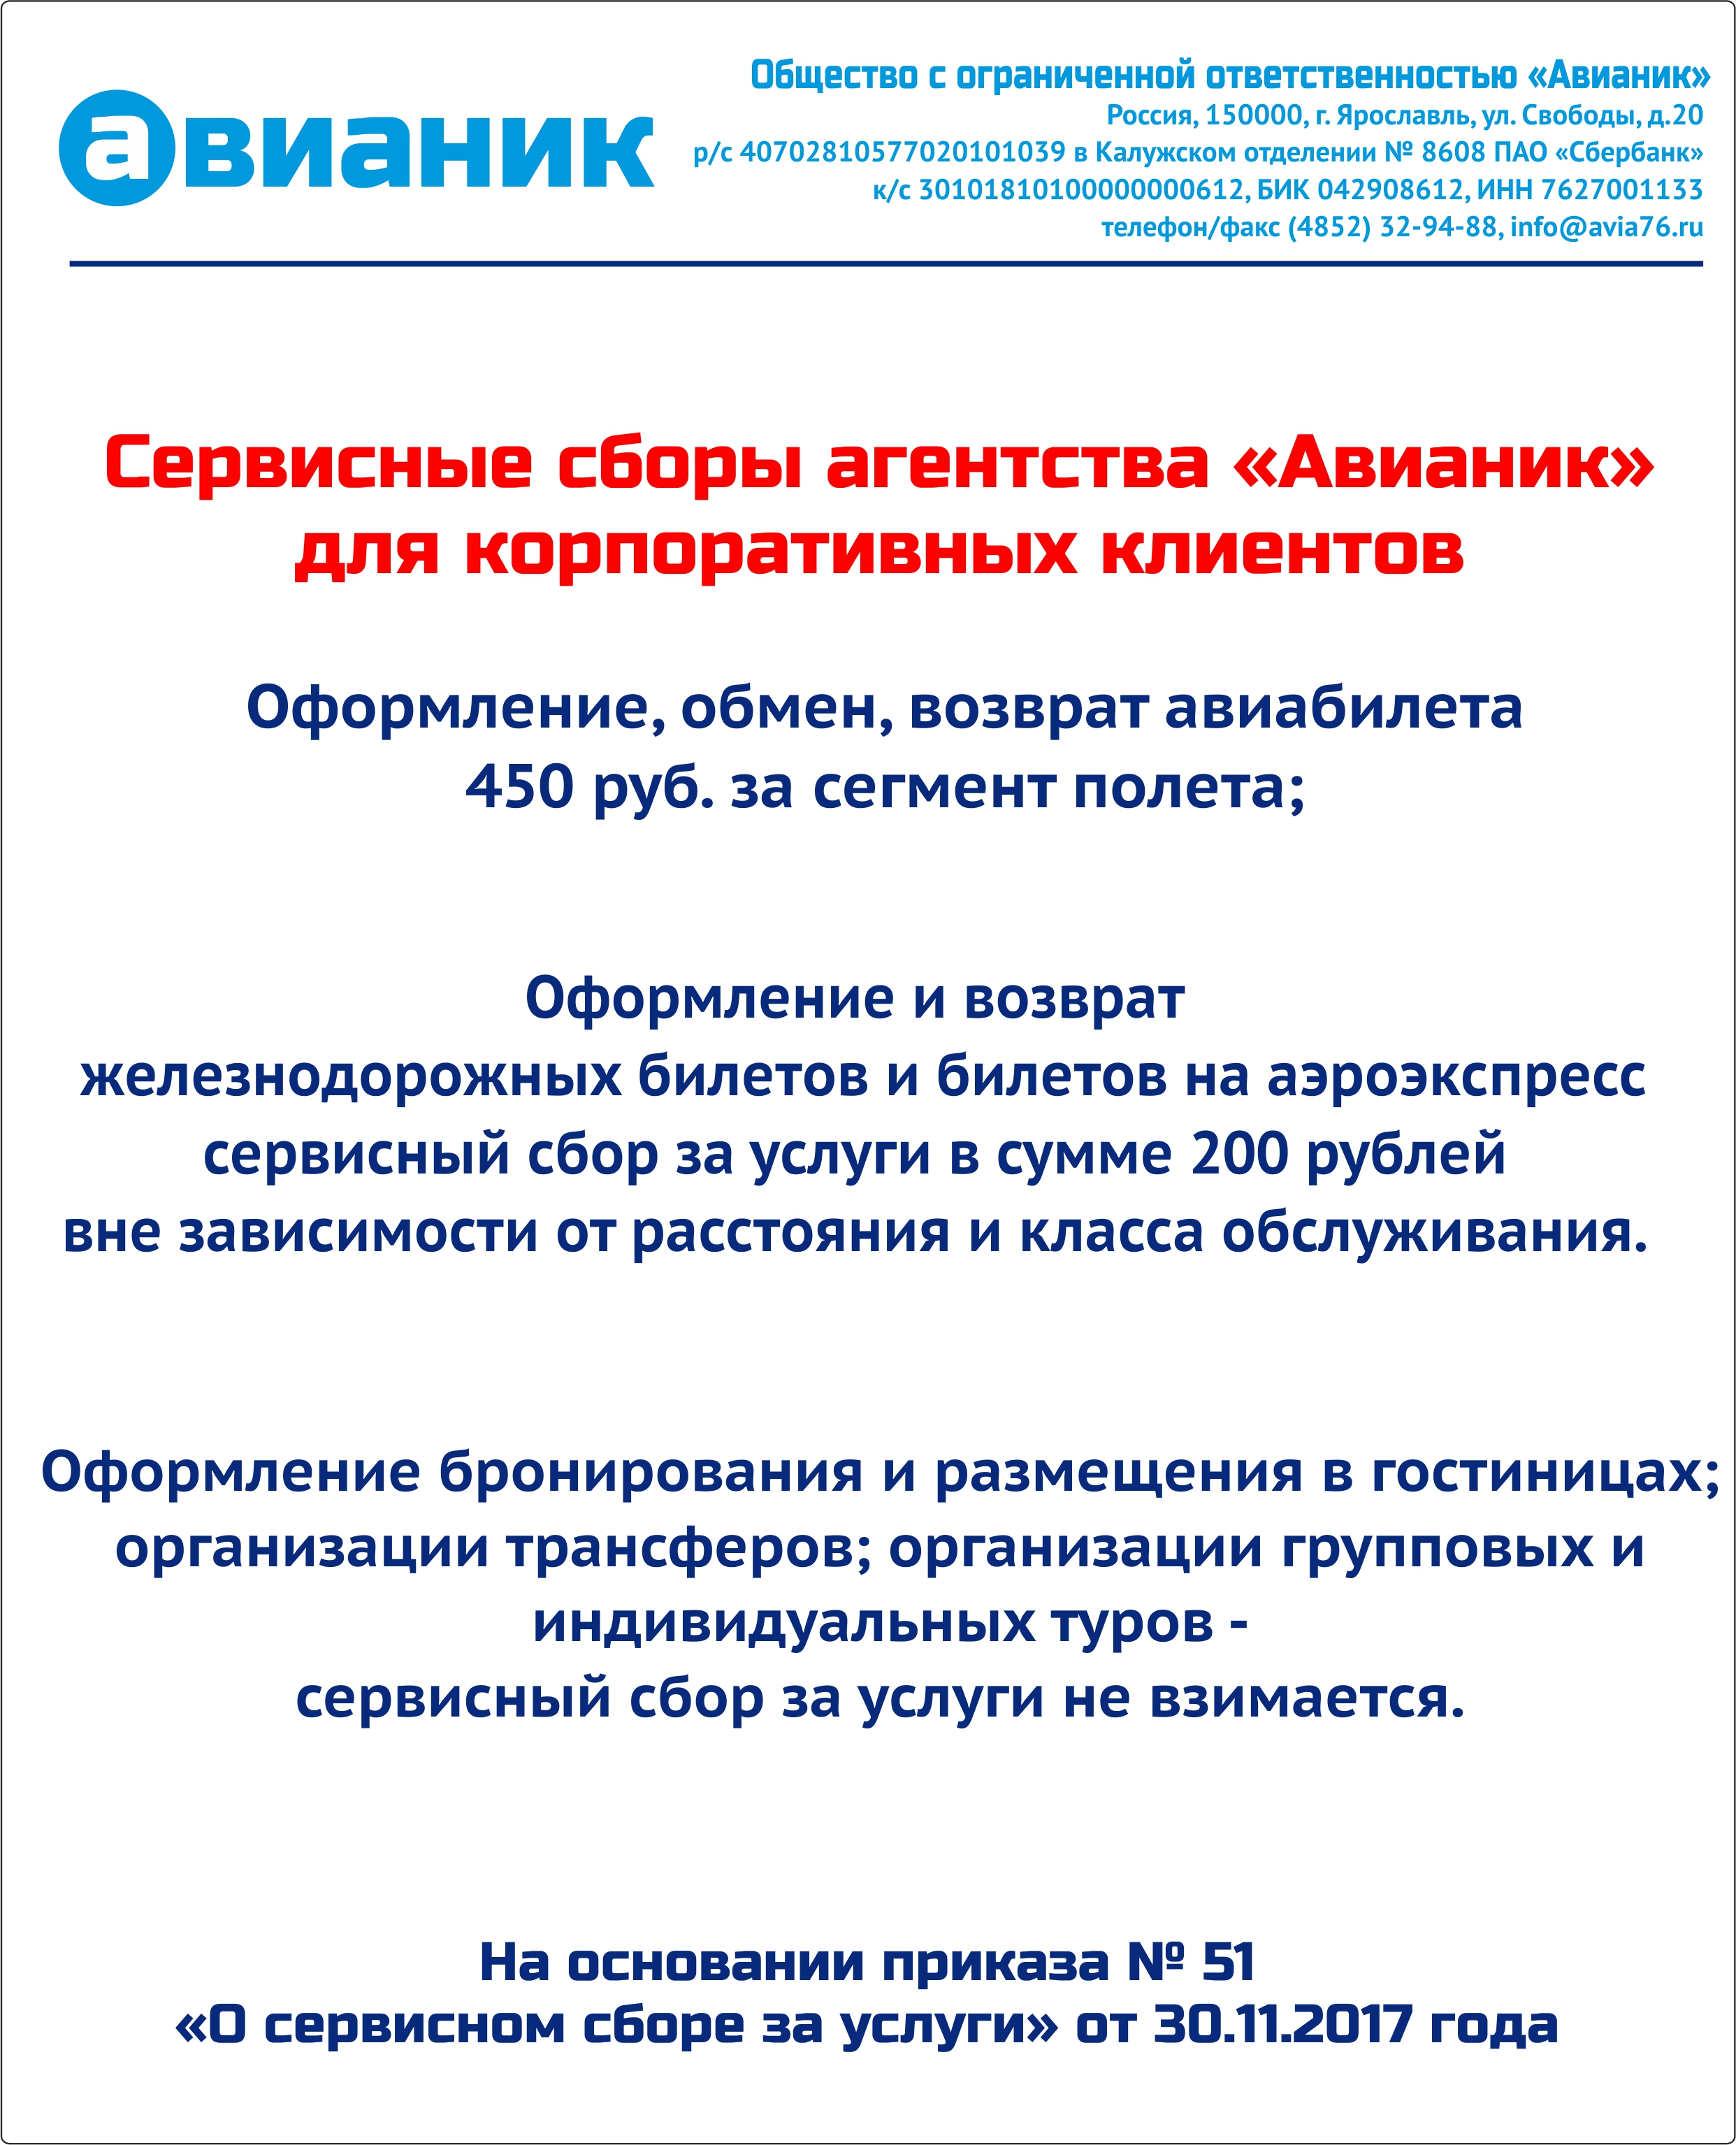 авианик
Общество с ограниченной ответственностью «Авианик»
Россия, 150000, г. Ярославль, ул. Свободы, д.20
р/с 40702810577020101039 в Калужском отделении № 8608 ПАО «Сбербанк»
к/с 30101810100000000612, БИК 042908612, ИНН 7627001133
телефон/факс (4852) 32-94-88, info@avia76.ru
Сервисные сборы агентства «Авианик»
для корпоративных клиентов
Оформление, обмен, возврат авиабилета
450 руб. за сегмент полета;
Оформление и возврат
железнодорожных билетов и билетов на аэроэкспресс
сервисный сбор за услуги в сумме 200 рублей
вне зависимости от расстояния и класса обслуживания.
Оформление бронирования и размещения в гостиницах;
организации трансферов; организации групповых и
индивидуальных туров -
сервисный сбор за услуги не взимается.
На основании приказа № 51
«О сервисном сборе за услуги» от 30.11.2017 года